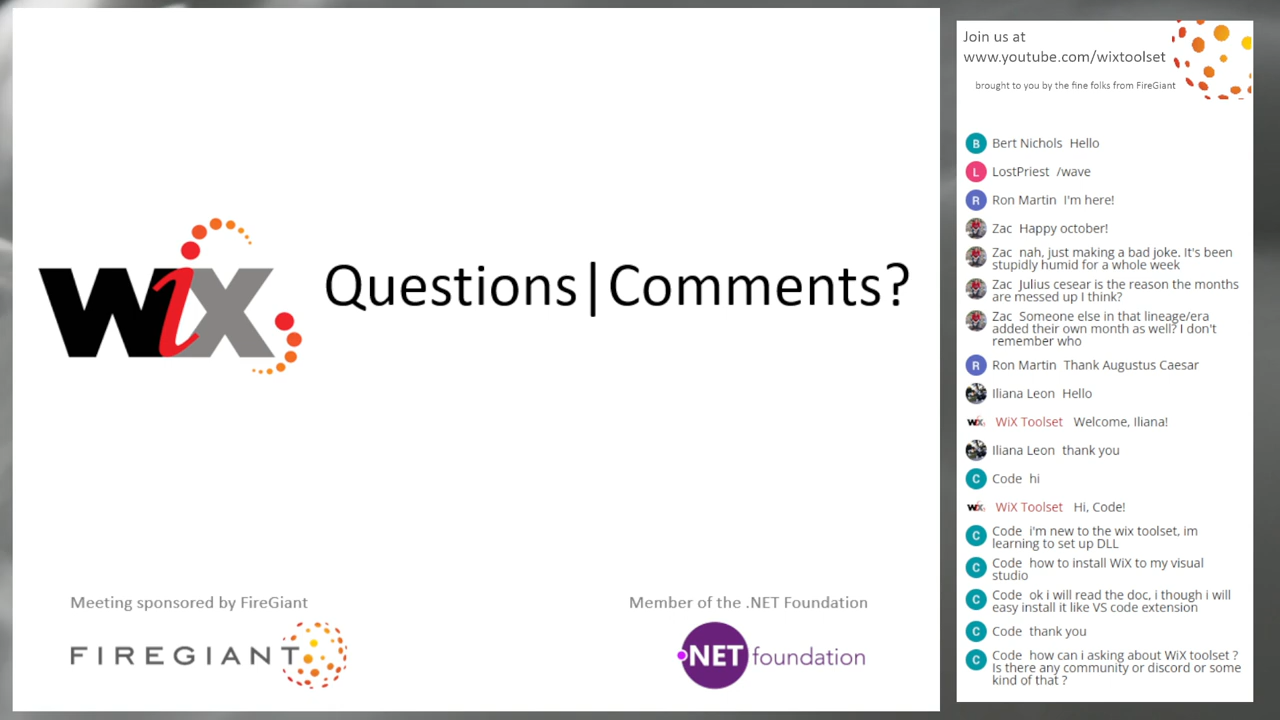 WiX
Questions|Comments?
Meeting sponsored by FireGiant
FIREGIANT
Member of the .NET Foundation
.NET foundation
Join us at
www.youtube.com/wixtoolset
brought to you by the fine folks from FireGiant
B Bert Nichols Hello
L LostPriest /wave
R Ron Martin I'm here!
Zac Happy october!
Zac nah, just making a bad joke. It's been
stupidly humid for a whole week
Zac Julius cesear is the reason the months
are messed up I think?
Zac Someone else in that lineage/era
added their own month as well? I don't
remember who
R Ron Martin Thank Augustus Caesar
Iliana Leon Hello
WiX WiX Toolset Welcome, Iliana!
Iliana Leon thank you
C Code hi
WiX WiX Toolset Hi, Code!
C Code i'm new to the wix toolset, im
learning to set up DLL
C Code how to install WiX to my visual
studio
C Code ok i will read the doc, i though i will
easy install it like VS code extension
C Code thank you
C Code how can i asking about WiX toolset ?
Is there any community or discord or some
kind of that ?